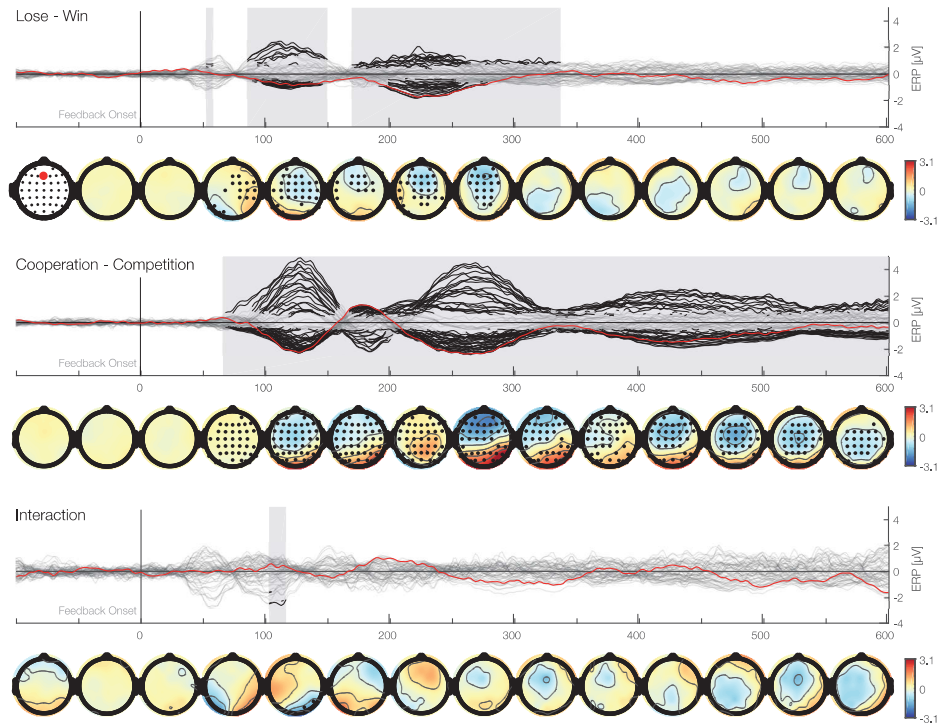 Lose - Win
4
2
0
-2
-4
ERP [µV]
Feedback Onset
0 100 200 300 400 500 600
3.1
0
-3.1
Cooperation - Competition
4
2
0
-2
-4
ERP [µV]
Feedback Onset
0 100 200 300 400 500 600
3.1
0
-3.1
Interaction
4
2
0
-2
-4
ERP [µV]
Feedback Onset
0 100 200 300 400 500 600
3.1
0
-3.1